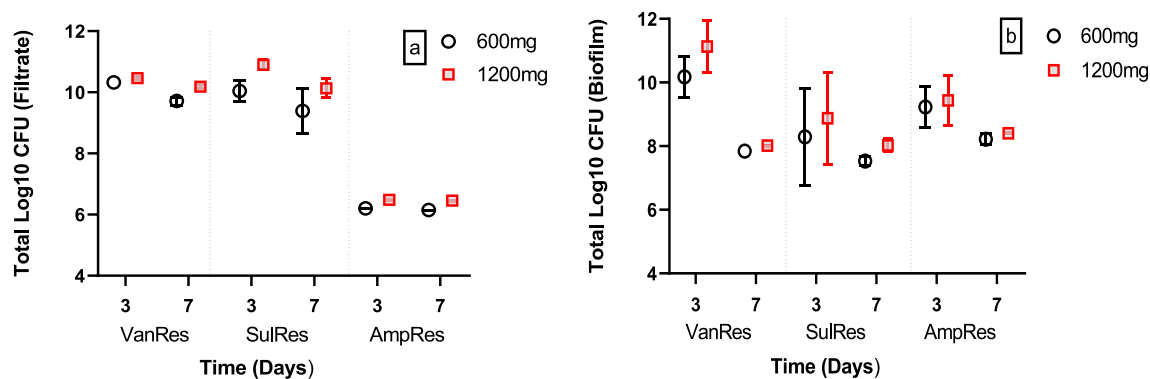 Total Log10 CFU (Filtrate)
12
10
8
6
4
a
600mg
1200mg
3 7 3 7 3 7
VanRes SulRes AmpRes
Time (Days)
Total Log10 CFU (Biofilm)
12
10
8
6
4
b
600mg
1200mg
3 7 3 7 3 7
VanRes SulRes AmpRes
Time (Days)